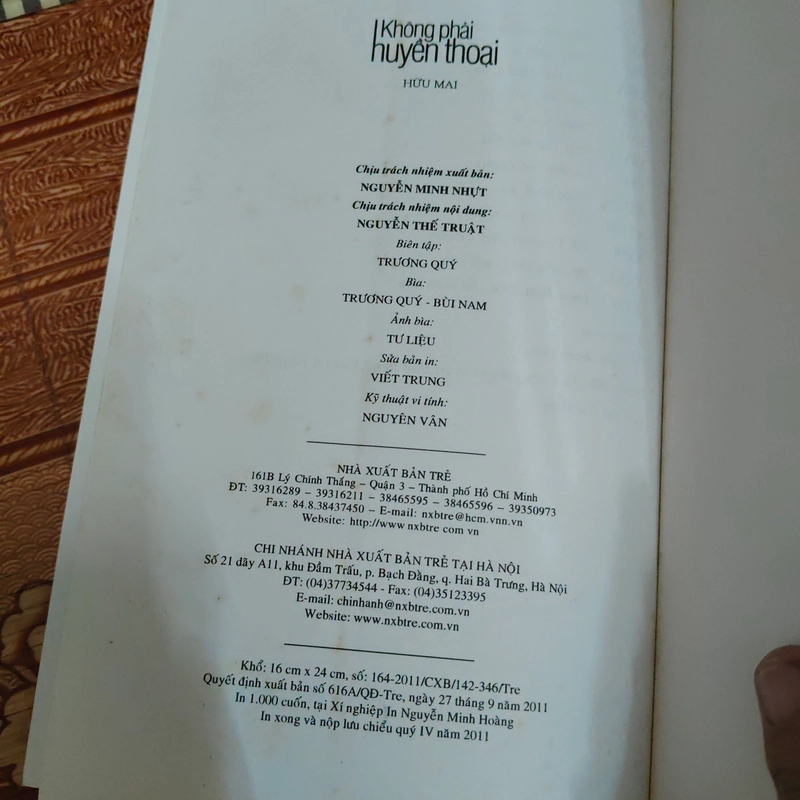 Không phải
huyền thoại
HỮU MAI
Chịu trách nhiệm xuất bản:
NGUYỄN MINH NHỰT
Chịu trách nhiệm nội dung:
NGUYỄN THẾ TRUẬT
Biên tập:
TRƯƠNG QUÝ
Bìa:
TRƯƠNG QUÝ - BÙI NAM
Ảnh bìa:
TƯ LIỆU
Sửa bản in:
VIẾT TRUNG
Kỹ thuật vi tính:
NGUYÊN VÂN
NHÀ XUẤT BẢN TRẺ
161B Lý Chính Thắng – Quận 3 – Thành phố Hồ Chí Minh
ĐT: 39316289 – 39316211 – 38465595 – 38465596 – 39350973
Fax: 84.8.38437450 – E-mail: nxbtre@hcm.vnn.vn
Website: http://www nxbtre com vn
CHI NHÁNH NHÀ XUẤT BẢN TRẺ TẠI HÀ NỘI
Số 21 dãy A11, khu Đầm Trấu, p. Bạch Đằng, q. Hai Bà Trưng, Hà Nội
ĐT: (04)37734544 - Fax: (04)35123395
E-mail: chinhanh@nxbtre.com.vn
Website: www.nxbtre.com.vn
Khổ: 16 cm x 24 cm, số: 164-2011/CXB/142-346/Tre
Quyết định xuất bản số 616A/QĐ-Tre, ngày 27 tháng 9 năm 2011
In 1.000 cuốn, tại Xí nghiệp In Nguyễn Minh Hoàng
In xong và nộp lưu chiểu quý IV năm 2011